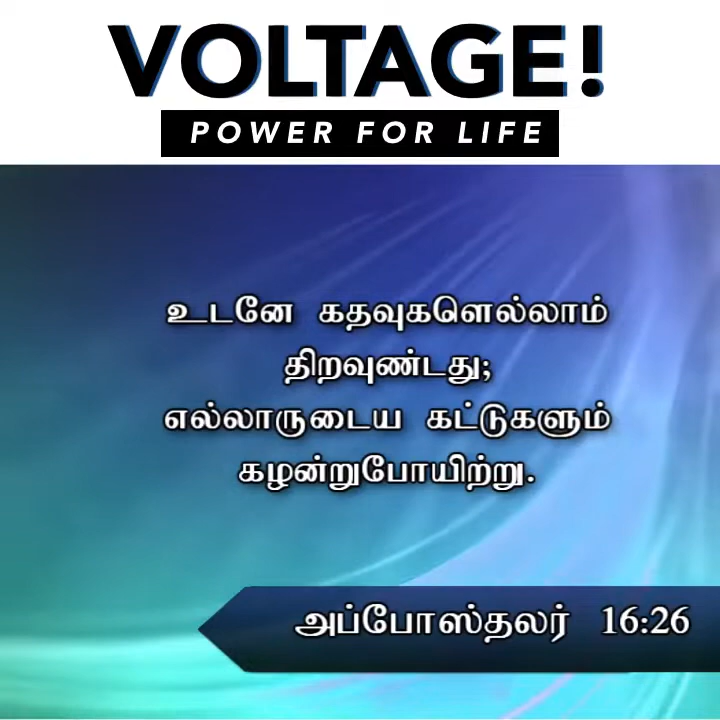 VOLTAGE!
POWER FOR LIFE
உடனே கதவுகளெல்லாம்
திறவுண்டது;
எல்லாருடைய கட்டுகளும்
கழன்றுபோயிற்று.
அப்போஸ்தலர் 16:26